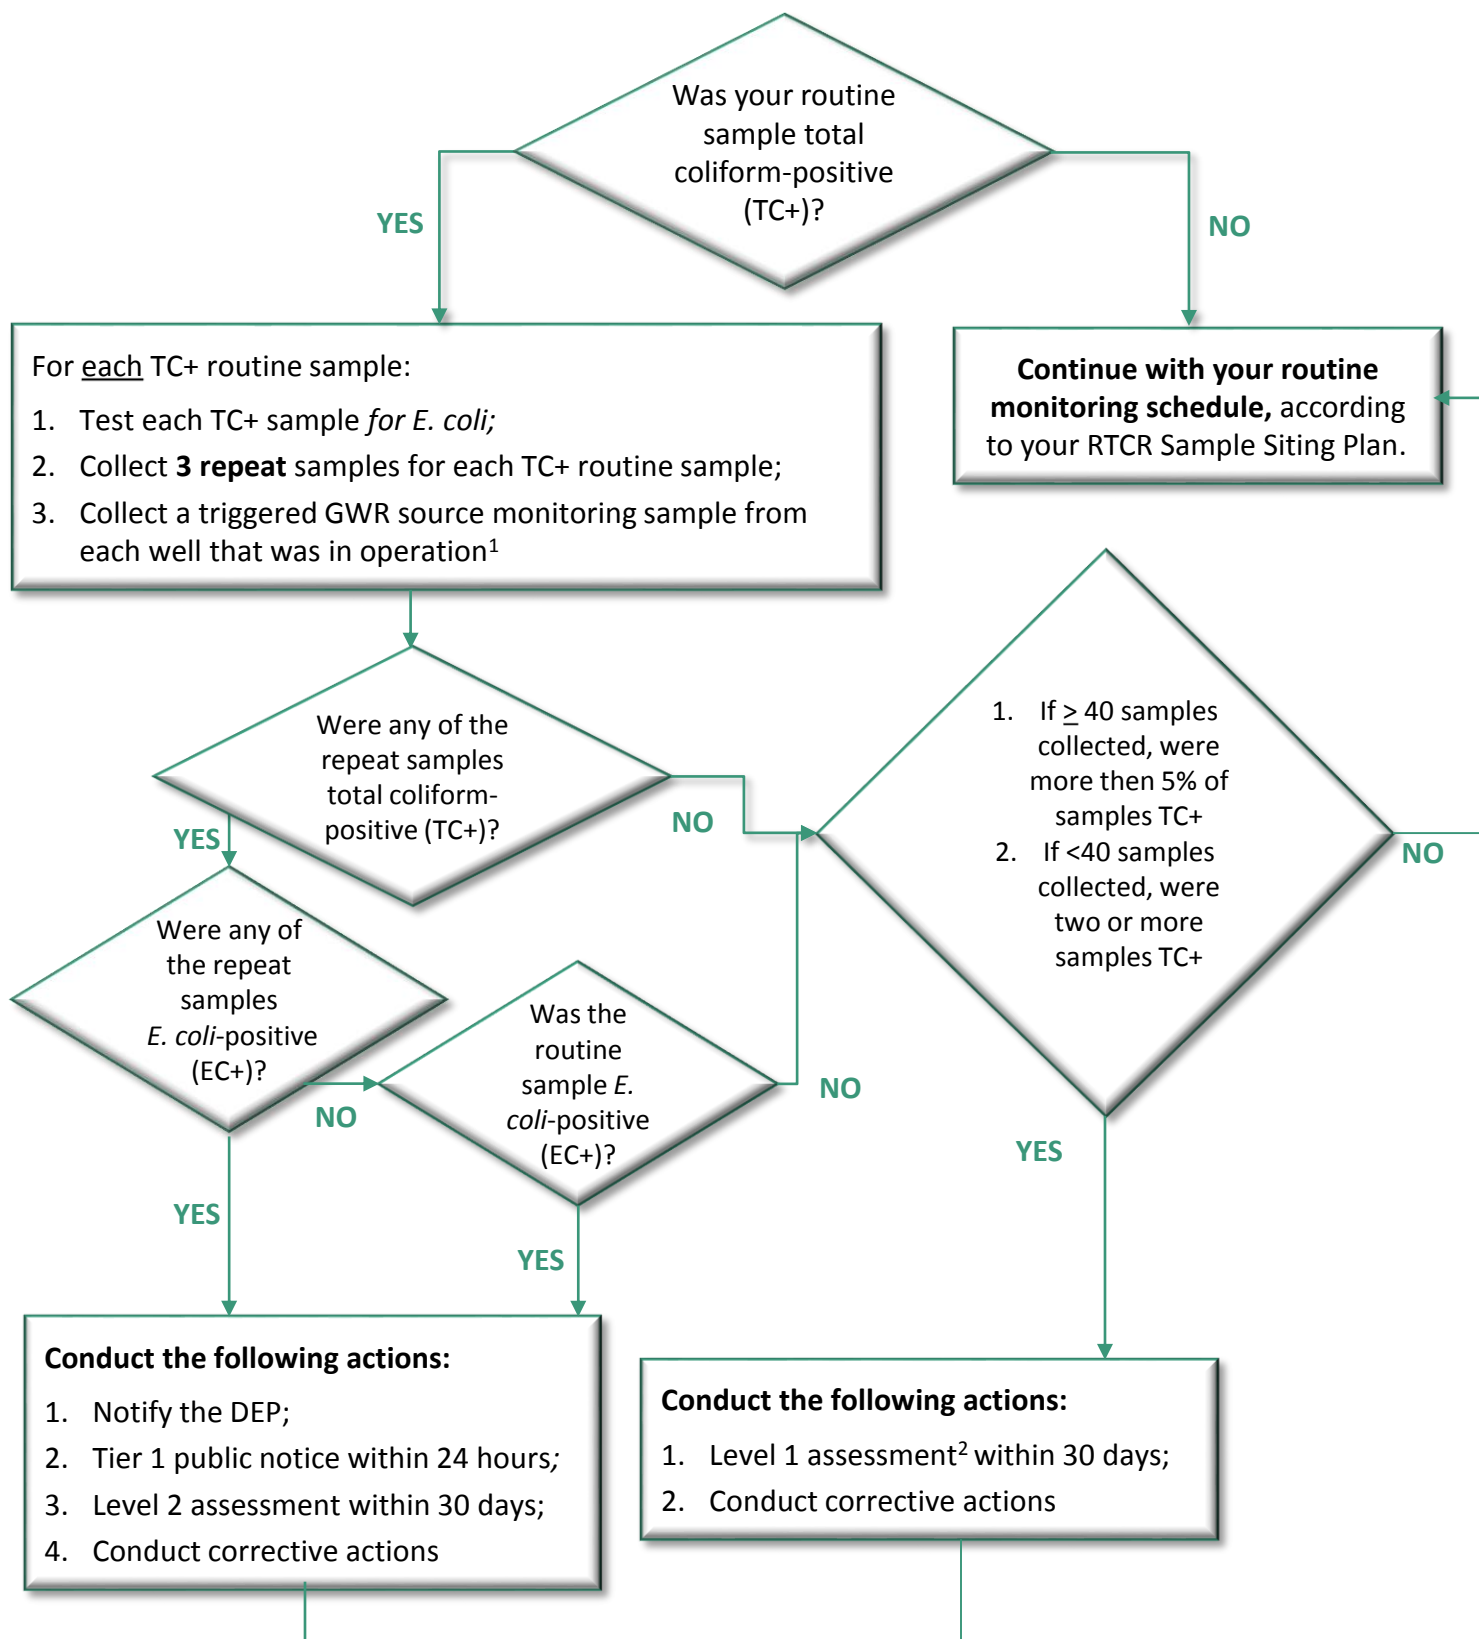 Was your routine
sample total
coliform-positive
(TC+)?
YES
NO
For each TC+ routine sample:
1. Test each TC+ sample for E. coli;
2. Collect 3 repeat samples for each TC+ routine sample;
3. Collect a triggered GWR source monitoring sample from
each well that was in operation1
Continue with your routine
monitoring schedule, according
to your RTCR Sample Siting Plan.
Were any of the
repeat samples
total coliform-
positive (TC+)?
YES
NO
1. If ≥ 40 samples
collected, were
more then 5% of
samples TC+
2. If <40 samples
collected, were
two or more
samples TC+
NO
YES
Were any of
the repeat
samples
E. coli-positive
(EC+)?
NO
YES
Was the
routine
sample E.
coli-positive
(EC+)?
NO
YES
Conduct the following actions:
1. Notify the DEP;
2. Tier 1 public notice within 24 hours;
3. Level 2 assessment within 30 days;
4. Conduct corrective actions
Conduct the following actions:
1. Level 1 assessment2 within 30 days;
2. Conduct corrective actions